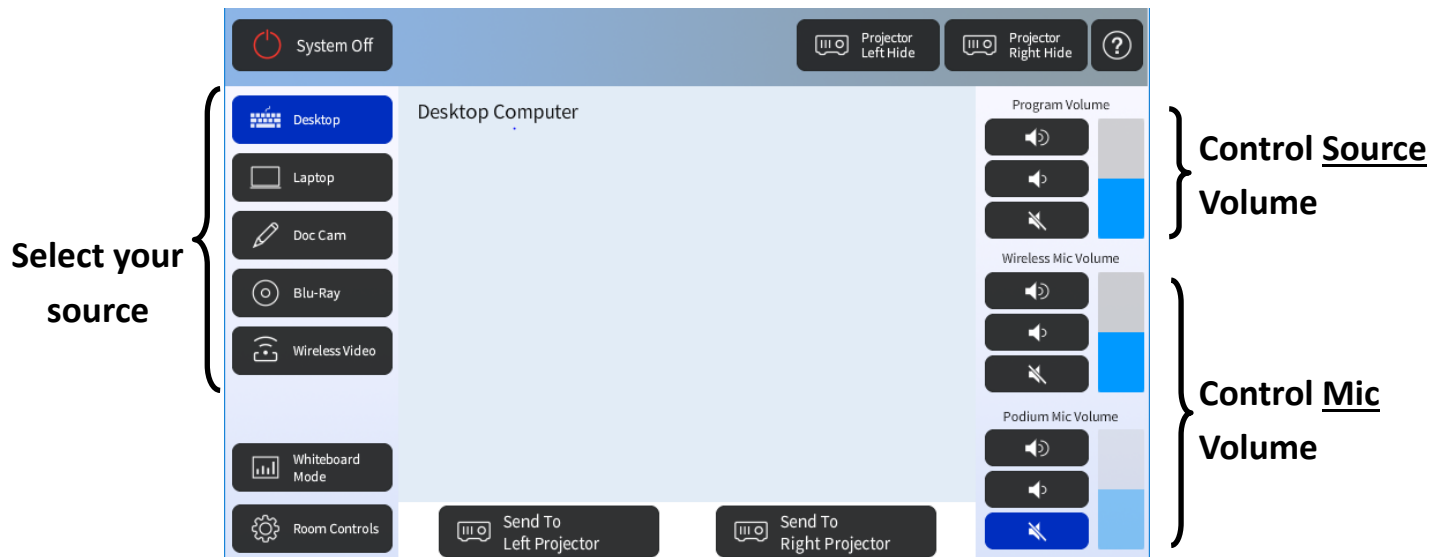 System Off
Projector
Left Hide
Projector
Right Hide
?
Select your
source
Desktop
Laptop
Doc Cam
Blu-Ray
Wireless Video
Whiteboard
Mode
Room Controls
Desktop Computer
Send To
Left Projector
Send To
Right Projector
Program Volume
Wireless Mic Volume
Podium Mic Volume
Control Source
Volume
Control Mic
Volume